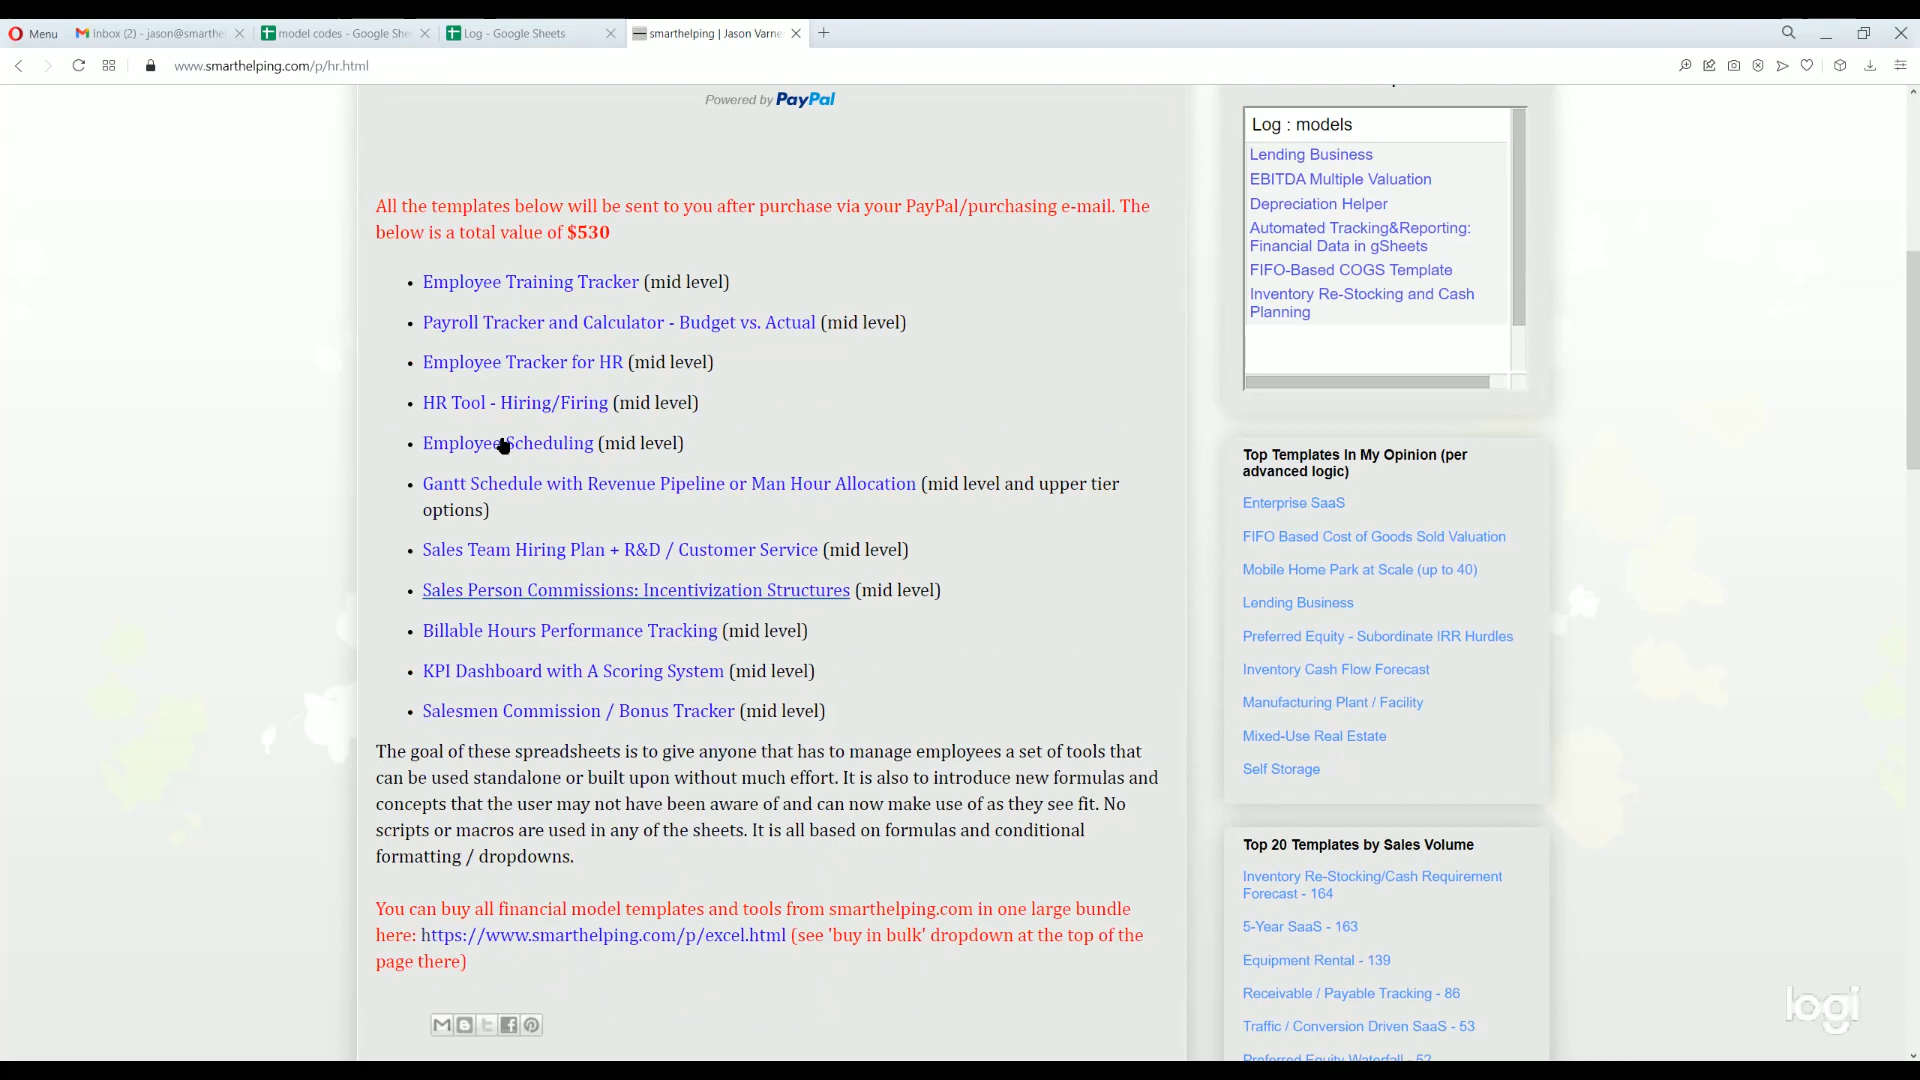 Menu
Inbox (2) - jason@smarthe
model codes - Google She
Log - Google Sheets
smarthelping | Jason Varne
www.smarthelping.com/p/hr.html
Powered by PayPal
All the templates below will be sent to you after purchase via your PayPal/purchasing e-mail. The
below is a total value of $530
• Employee Training Tracker (mid level)
• Payroll Tracker and Calculator - Budget vs. Actual (mid level)
• Employee Tracker for HR (mid level)
• HR Tool - Hiring/Firing (mid level)
• Employee Scheduling (mid level)
• Gantt Schedule with Revenue Pipeline or Man Hour Allocation (mid level and upper tier
options)
• Sales Team Hiring Plan + R&D / Customer Service (mid level)
• Sales Person Commissions: Incentivization Structures (mid level)
• Billable Hours Performance Tracking (mid level)
• KPI Dashboard with A Scoring System (mid level)
• Salesmen Commission / Bonus Tracker (mid level)
The goal of these spreadsheets is to give anyone that has to manage employees a set of tools that
can be used standalone or built upon without much effort. It is also to introduce new formulas and
concepts that the user may not have been aware of and can now make use of as they see fit. No
scripts or macros are used in any of the sheets. It is all based on formulas and conditional
formatting / dropdowns.
You can buy all financial model templates and tools from smarthelping.com in one large bundle
here: https://www.smarthelping.com/p/excel.html (see 'buy in bulk' dropdown at the top of the
page there)
Log : models
Lending Business
EBITDA Multiple Valuation
Depreciation Helper
Automated Tracking&Reporting:
Financial Data in gSheets
FIFO-Based COGS Template
Inventory Re-Stocking and Cash
Planning
Top Templates In My Opinion (per
advanced logic)
Enterprise SaaS
FIFO Based Cost of Goods Sold Valuation
Mobile Home Park at Scale (up to 40)
Lending Business
Preferred Equity - Subordinate IRR Hurdles
Inventory Cash Flow Forecast
Manufacturing Plant / Facility
Mixed-Use Real Estate
Self Storage
Top 20 Templates by Sales Volume
Inventory Re-Stocking/Cash Requirement
Forecast - 164
5-Year SaaS - 163
Equipment Rental - 139
Receivable / Payable Tracking - 86
Traffic / Conversion Driven SaaS - 53
Preferred Equity Waterfall - 52
logi